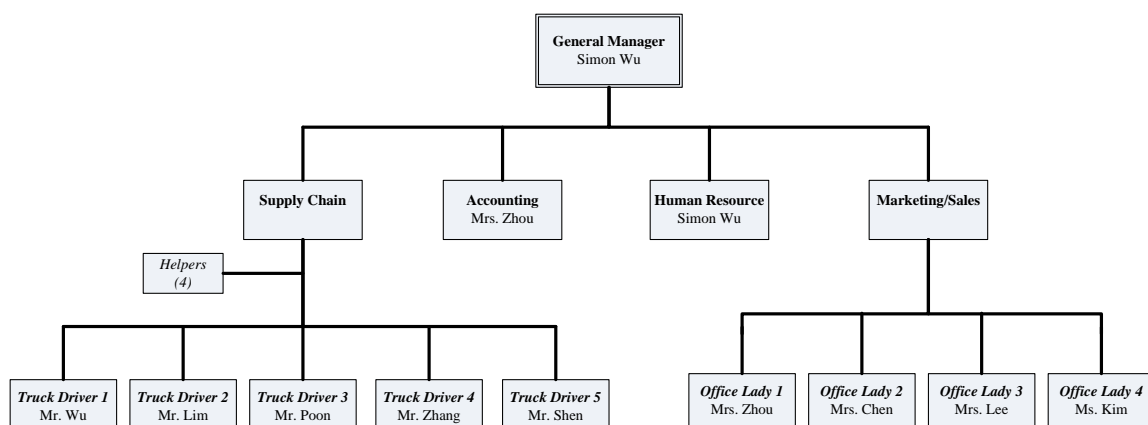 General Manager
Simon Wu
Supply Chain
Accounting
Mrs. Zhou
Human Resource
Simon Wu
Marketing/Sales
Helpers
(4)
Truck Driver 1
Mr. Wu
Truck Driver 2
Mr. Lim
Truck Driver 3
Mr. Poon
Truck Driver 4
Mr. Zhang
Truck Driver 5
Mr. Shen
Office Lady 1
Mrs. Zhou
Office Lady 2
Mrs. Chen
Office Lady 3
Mrs. Lee
Office Lady 4
Ms. Kim